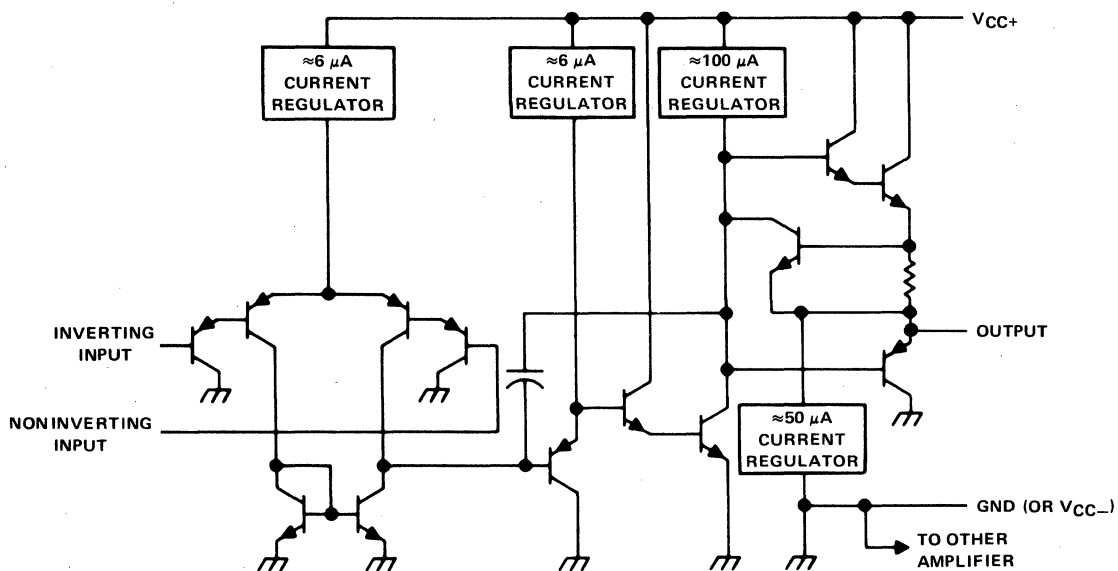 VCC+
≈6 μA
CURRENT
REGULATOR
≈6 μA
CURRENT
REGULATOR
≈100 μA
CURRENT
REGULATOR
INVERTING
INPUT
OUTPUT
NONINVERTING
INPUT
≈50 μA
CURRENT
REGULATOR
GND (OR VCC−)
TO OTHER
AMPLIFIER